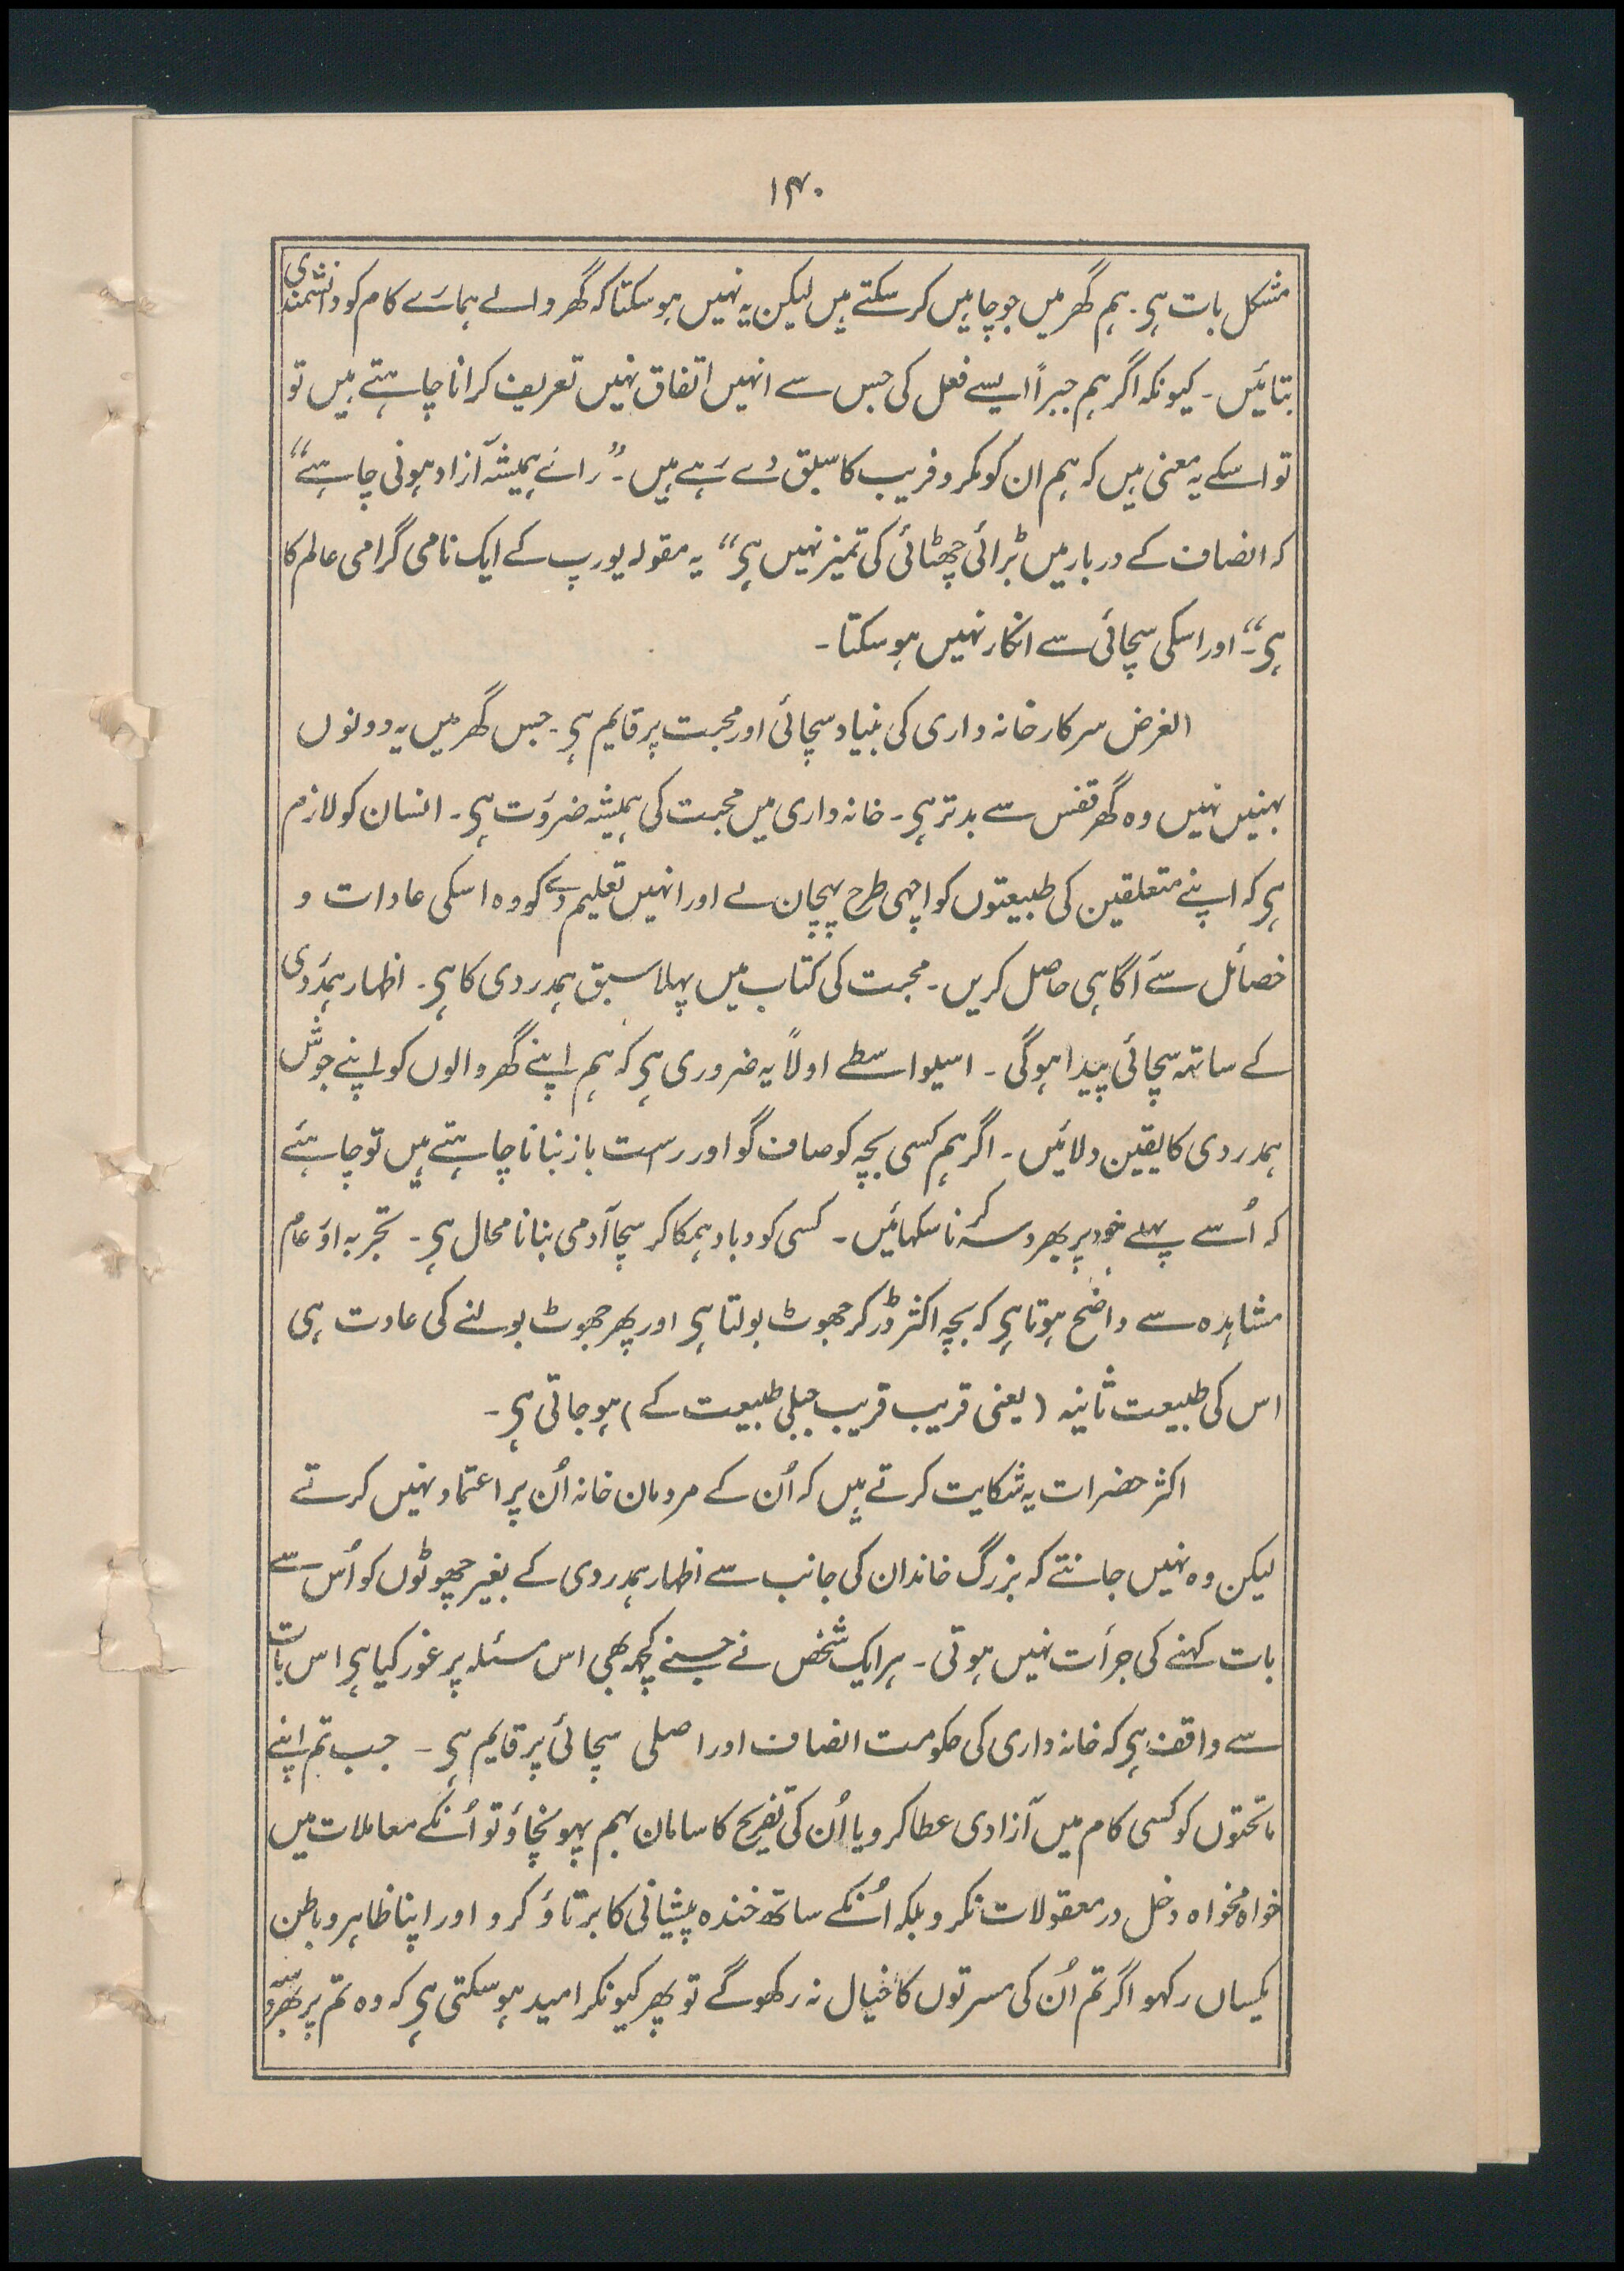 ۱۴۰
مشکل بات ہی۔ ہم گھر میں جو چاہیں کر سکتے ہیں لیکن یہ نہیں ہو سکتا کہ گھر والے ہمارے کام کو دانشمندی
بتائیں۔ کیونکہ اگر ہم جبراً ایسے فعل کی جس سے انہیں اتفاق نہیں تعریف کرانا چاہتے ہیں تو
تو اسکے یہ معنی ہیں کہ ہم ان کو مکر و فریب کا سبق دے رہے ہیں۔ ”رائے ہمیشہ آزاد ہونی چاہئے“
کہ انصاف کے دربار میں بڑائی چھٹائی کی تمیز نہیں ہی“ یہ مقولہ یورپ کے ایک نامی گرامی عالم کا
ہی“۔ اور اسکی سچائی سے انکار نہیں ہو سکتا۔
الغرض سرکار خانہ داری کی بنیاد سچائی اور محبت پر قایم ہی۔ جس گھر میں یہ دونوں
بہنیں نہیں وہ گھر قفس سے بدتر ہی۔ خانہ داری میں محبت کی ہمیشہ ضرورت ہی۔ انسان کو لازم
ہی کہ اپنے متعلقین کی طبیعتوں کو اچہی طرح پہچان لے اور انہیں تعلیم دے کو وہ اسکی عادات و
خصائل سے آگاہی حاصل کریں۔ محبت کی کتاب میں پہلا سبق ہمدردی کا ہی۔ اظہار ہمدردی
کے ساتہہ سچائی پیدا ہوگی۔ اسیلواسطے اولاً یہ ضروری ہی کہ ہم اپنے گھر والوں کو اپنے جوش
ہمدردی کا یقین دلائیں۔ اگر ہم کسی بچہ کو صاف گو اور رست باز بنانا چاہتے ہیں تو چاہئے
کہ اُسے پہلے خود پر بھروسہ کرنا سکہائیں۔ کسی کو دبا دہمکا کر سچا آدمی بنانا محال ہی۔ تجربہ اور عام
مشاہدہ سے واضح ہوتا ہی کہ بچہ اکثر ڈر کر جھوٹ بولتا ہی اور پھر جھوٹ بولنے کی عادت ہی
اس کی طبیعت ثانیہ (یعنی قریب قریب جبلی طبیعت کے) ہو جاتی ہی۔
اکثر حضرات یہ شکایت کرتے ہیں کہ اُن کے مردمان خانہ اُن پر اعتماد نہیں کرتے
لیکن وہ نہیں جانتے کہ بزرگ خاندان کی جانب سے اظہار ہمدردی کے بغیر چھوٹوں کو اُس سے
بات کہنے کی جرأت نہیں ہوتی۔ ہر ایک شخص نے جسنے کچھ بھی اس مسئلہ پر غور کیا ہی اس بات
سے واقف ہی کہ خانہ داری کی حکومت انصاف اور اصلی سچائی پر قایم ہی۔ جب تم اپنے
ماتحتوں کو کسی کام میں آزادی عطا کرو یا اُن کی تفریح کا سامان بہم پہونچاؤ تو اُنکے معاملات میں
خواہ مخواہ دخل در معقولات نکرو بلکہ اُنکے ساتھ خندہ پیشانی کا برتاؤ کرو اور اپنا ظاہر و باطن
یکساں رکہو اگر تم اُن کی مسرتوں کا خیال نہ رکھوگے تو پھر کیونکر امید ہو سکتی ہی کہ وہ تم پر بھروسہ